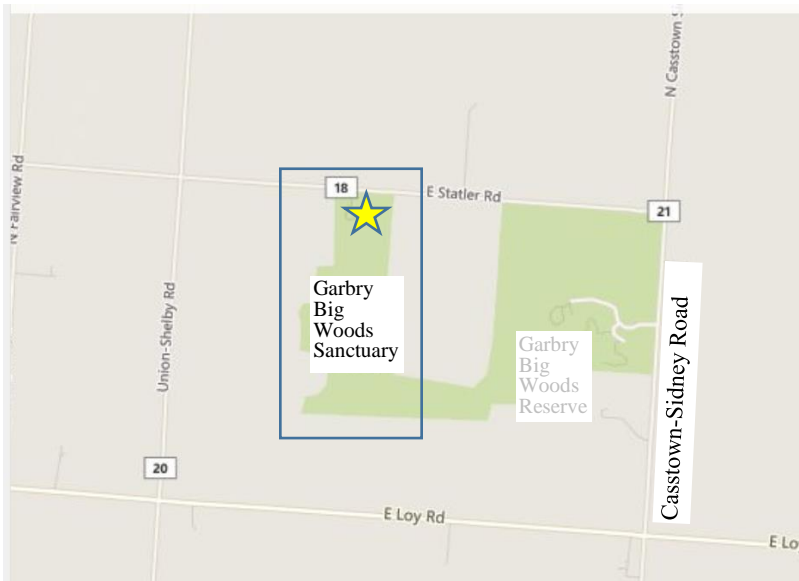 N Casstown S
N Fairview Rd
18
E Statler Rd
21
Union-Shelby Rd
Garbry
Big
Woods
Sanctuary
Garbry
Big
Woods
Reserve
Casstown-Sidney Road
20
E Loy Rd
E Lo